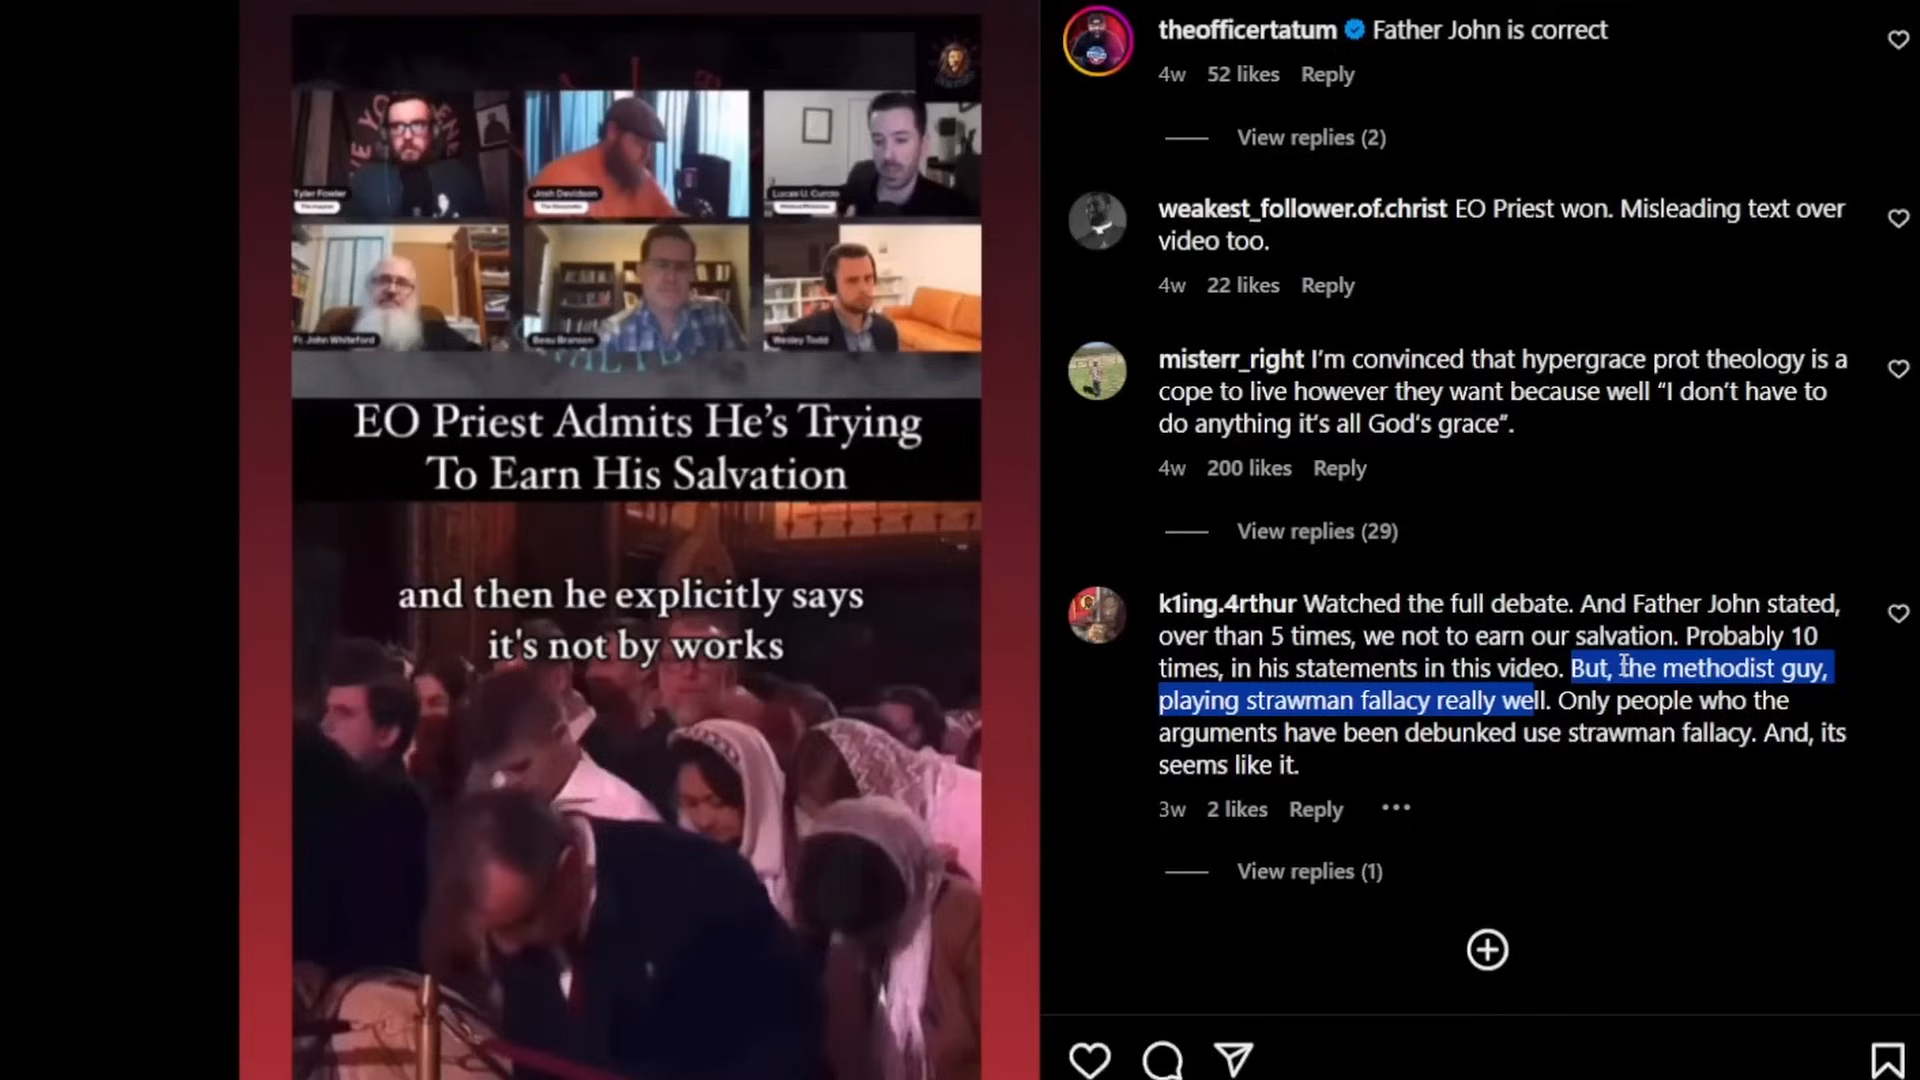 Tyler Fowler
Josh Davidson
Lucas U. Curcio
Fr. John Whiteford
Beau Branson
Wesley Todd
EO Priest Admits He's Trying
To Earn His Salvation
and then he explicitly says
it's not by works
theofficertatum Father John is correct
4w 52 likes Reply
View replies (2)
weakest_follower.of.christ EO Priest won. Misleading text over
video too.
4w 22 likes Reply
misterr_right I'm convinced that hypergrace prot theology is a
cope to live however they want because well “I don't have to
do anything it's all God's grace”.
4w 200 likes Reply
View replies (29)
k1ing.4rthur Watched the full debate. And Father John stated,
over than 5 times, we not to earn our salvation. Probably 10
times, in his statements in this video. But, the methodist guy,
playing strawman fallacy really well. Only people who the
arguments have been debunked use strawman fallacy. And, its
seems like it.
3w 2 likes Reply
View replies (1)